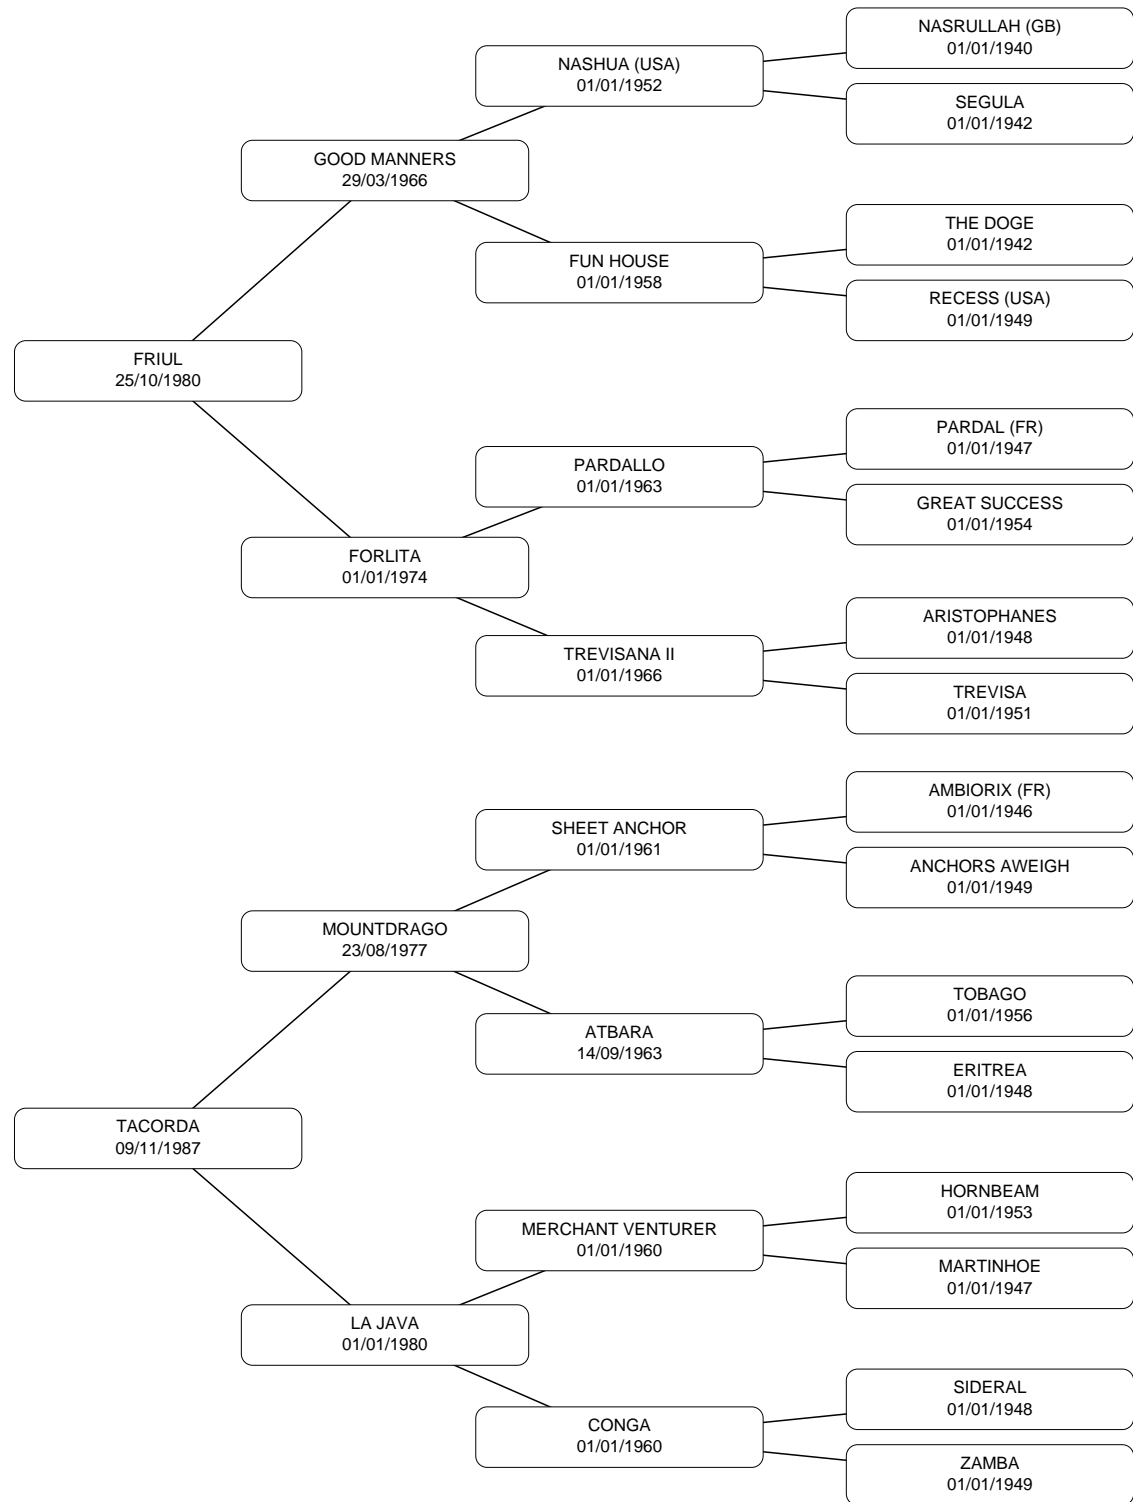 NASRULLAH (GB)
01/01/1940
NASHUA (USA)
01/01/1952
SEGULA
01/01/1942
GOOD MANNERS
29/03/1966
THE DOGE
01/01/1942
FUN HOUSE
01/01/1958
RECESS (USA)
01/01/1949
FRIUL
25/10/1980
PARDAL (FR)
01/01/1947
PARDALLO
01/01/1963
GREAT SUCCESS
01/01/1954
FORLITA
01/01/1974
ARISTOPHANES
01/01/1948
TREVISANA II
01/01/1966
TREVISA
01/01/1951
AMBIORIX (FR)
01/01/1946
SHEET ANCHOR
01/01/1961
ANCHORS AWEIGH
01/01/1949
MOUNTDRAGO
23/08/1977
TOBAGO
01/01/1956
ATBARA
14/09/1963
ERITREA
01/01/1948
TACORDA
09/11/1987
HORNBEAM
01/01/1953
MERCHANT VENTURER
01/01/1960
MARTINHOE
01/01/1947
LA JAVA
01/01/1980
SIDERAL
01/01/1948
CONGA
01/01/1960
ZAMBA
01/01/1949